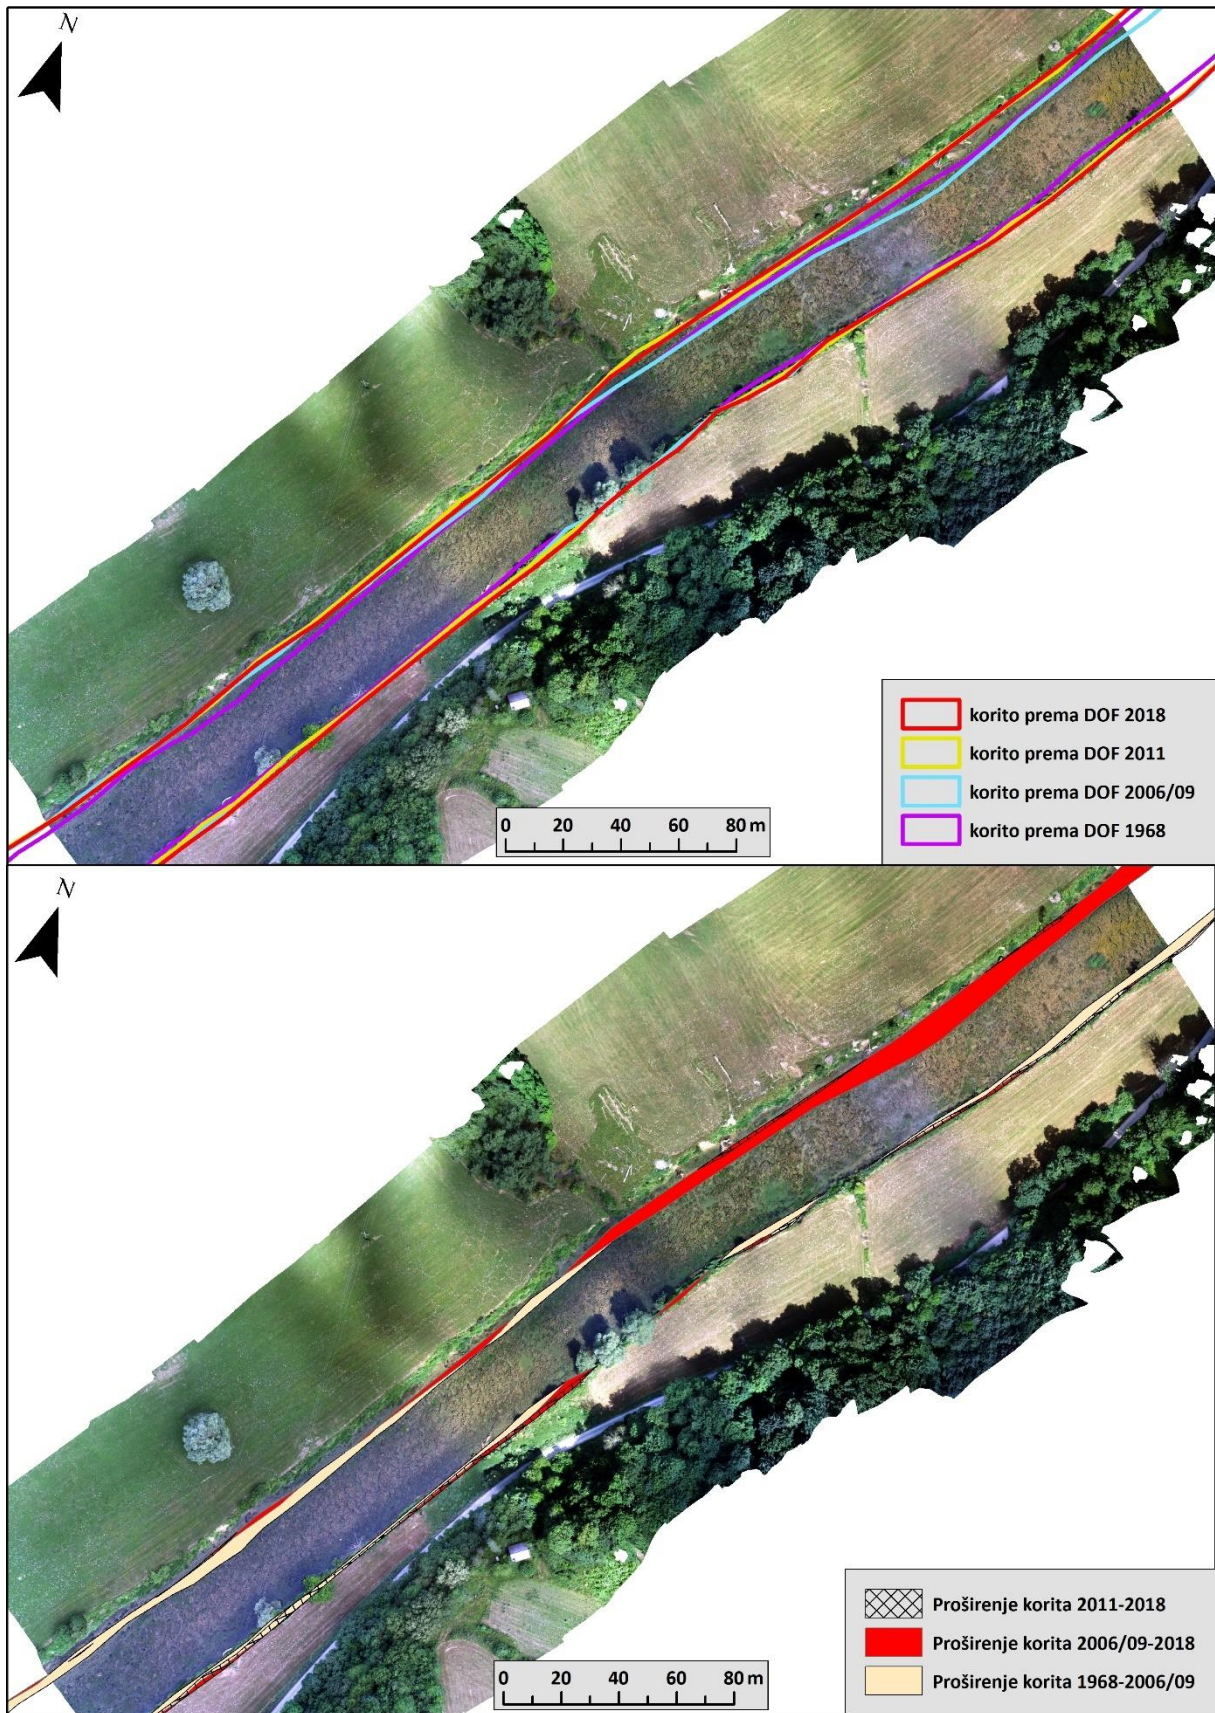 N
korito prema DOF 2018
korito prema DOF 2011
korito prema DOF 2006/09
korito prema DOF 1968
0 20 40 60 80 m
N
Proširenje korita 2011-2018
Proširenje korita 2006/09-2018
Proširenje korita 1968-2006/09
0 20 40 60 80 m